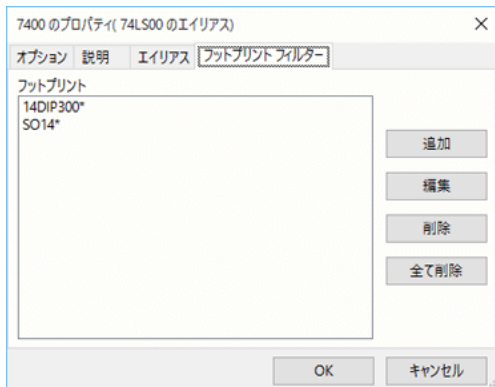 7400 のプロパティ( 74LS00 のエイリアス)
オプション 説明 エイリアス フットプリント フィルター
フットプリント
14DIP300*
SO14*
追加
編集
削除
全て削除
OK キャンセル